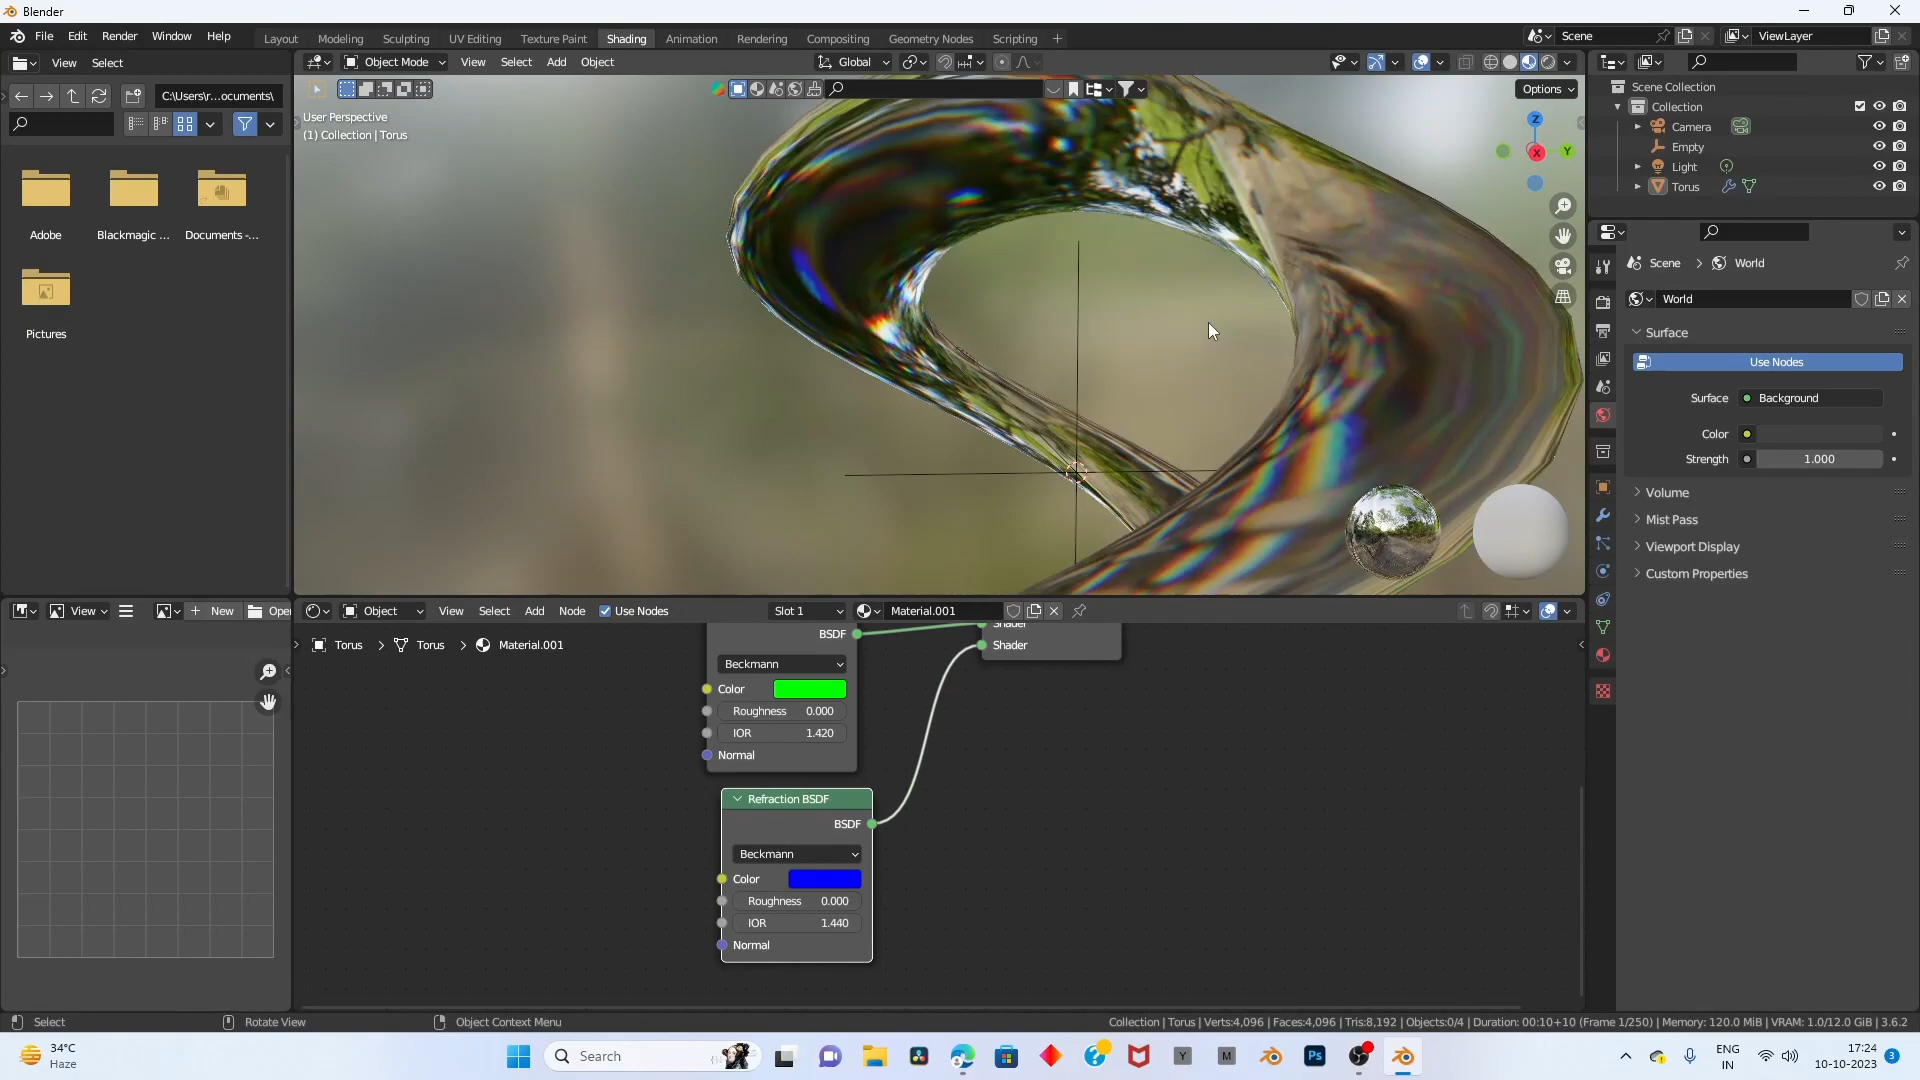 Blender
File Edit Render Window Help
Layout Modeling Sculpting UV Editing Texture Paint Shading Animation Rendering Compositing Geometry Nodes Scripting
Scene
ViewLayer
View Select
Object Mode View Select Add Object
Global
C:\Users\r...ocuments\
Options
User Perspective
(1) Collection | Torus
Z
X
Y
Adobe
Blackmagic ...
Documents -...
Pictures
Scene Collection
Collection
Camera
Empty
Light
Torus
Scene > World
World
Surface
Use Nodes
Surface Background
Color
Strength 1.000
Volume
Mist Pass
Viewport Display
Custom Properties
View
New
Open
Object View Select Add Node Use Nodes
Slot 1
Material.001
Torus > Torus > Material.001
BSDF
Beckmann
Color
Roughness 0.000
IOR 1.420
Normal
Shader
Shader
Refraction BSDF
BSDF
Beckmann
Color
Roughness 0.000
IOR 1.440
Normal
Select
Rotate View
Object Context Menu
Collection | Torus | Verts:4,096 | Faces:4,096 | Tris:8,192 | Objects:0/4 | Duration: 00:10+10 (Frame 1/250) | Memory: 120.0 MiB | VRAM: 1.0/12.0 GiB | 3.6.2
34°C
Haze
Search
Y
M
Ps
ENG
IN
17:24
10-10-2023
3